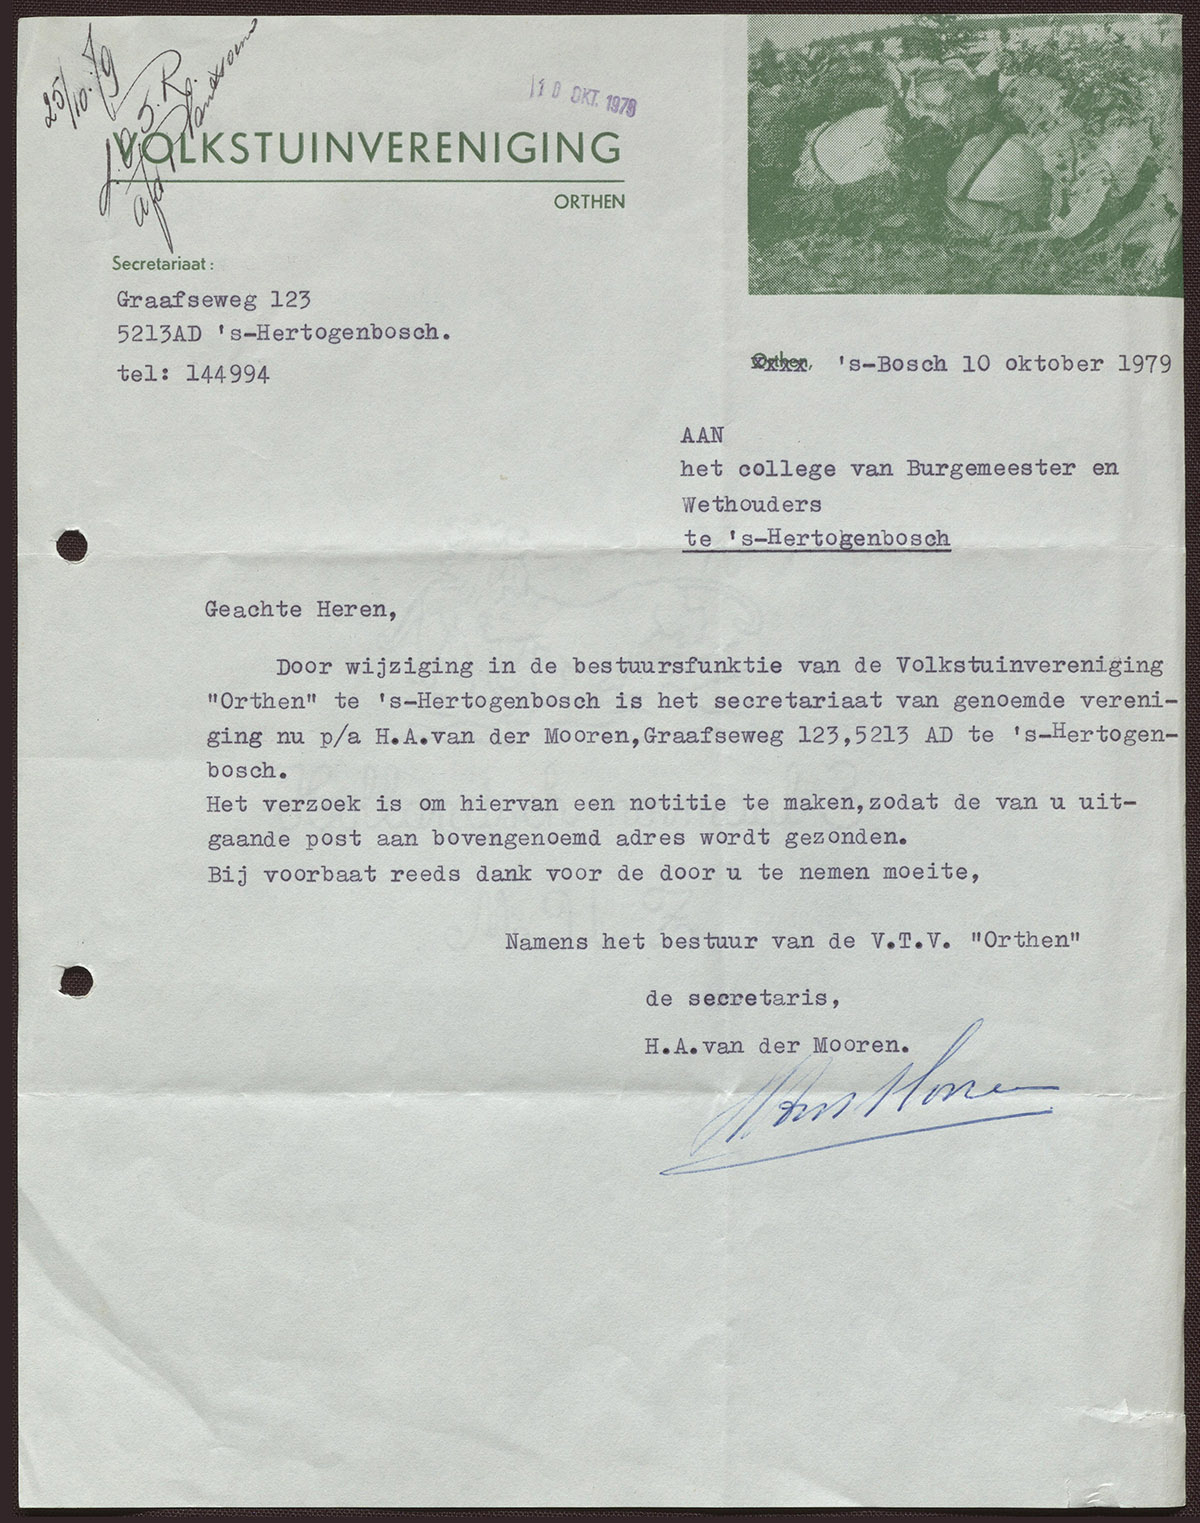 25/10.79
10 OKT. 1979
VOLKSTUINVERENIGING
ORTHEN
Secretariaat:
Graafseweg 123
5213AD 's-Hertogenbosch.
tel: 144994
Orthen, 's-Bosch 10 oktober 1979
AAN
het college van Burgemeester en
Wethouders
te 's-Hertogenbosch
Geachte Heren,
Door wijziging in de bestuursfunktie van de Volkstuinvereniging
"Orthen" te 's-Hertogenbosch is het secretariaat van genoemde vereni-
ging nu p/a H.A.van der Mooren,Graafseweg 123,5213 AD te 's-Hertogen-
bosch.
Het verzoek is om hiervan een notitie te maken,zodat de van u uit-
gaande post aan bovengenoemd adres wordt gezonden.
Bij voorbaat reeds dank voor de door u te nemen moeite,
Namens het bestuur van de V.T.V. "Orthen"
de secretaris,
H.A.van der Mooren.